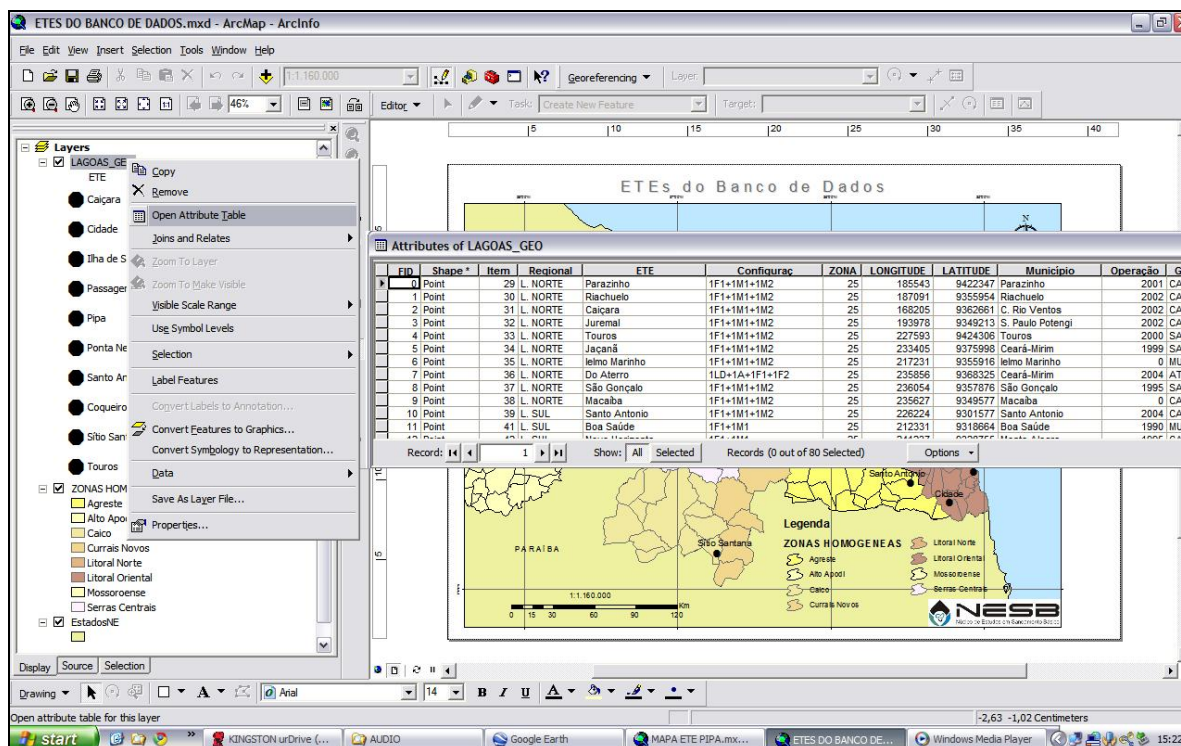 ETES DO BANCO DE DADOS.mxd - ArcMap - ArcInfo
File Edit View Insert Selection Tools Window Help
1:1.160.000 Georeferencing Layer:
46% Editor Task: Create New Feature Target:
5 10 15 20 25 30 35 40
Layers
LAGOAS_GE
ETE
Caiçara
Cidade
Ilha de S
Passager
Pipa
Ponta Ne
Santo An
Coqueiro
Sítio San
Touros
ZONAS HOM
Agreste
Alto Apo
Caico
Currais Novos
Litoral Norte
Litoral Oriental
Mossoroense
Serras Centrais
EstadosNE
Display Source Selection
Copy
Remove
Open Attribute Table
Joins and Relates
Zoom To Layer
Zoom To Make Visible
Visible Scale Range
Use Symbol Levels
Selection
Label Features
Convert Labels to Annotation...
Convert Features to Graphics...
Convert Symbology to Representation...
Data
Save As Layer File...
Properties...
ETEs do Banco de Dados
N
Attributes of LAGOAS_GEO
FID Shape * Item Regional ETE Configuraç ZONA LONGITUDE LATITUDE Município Operação G
0 Point 29 L. NORTE Parazinho 1F1+1M1+1M2 25 185543 9422347 Parazinho 2001 CA
1 Point 30 L. NORTE Riachuelo 1F1+1M1+1M2 25 187091 9355954 Riachuelo 2002 CA
2 Point 31 L. NORTE Caiçara 1F1+1M1+1M2 25 168205 9362661 C. Rio Ventos 2002 CA
3 Point 32 L. NORTE Juremal 1F1+1M1+1M2 25 193978 9349213 S. Paulo Potengi 2002 CA
4 Point 33 L. NORTE Touros 1F1+1M1+1M2 25 227593 9424306 Touros 2000 SA
5 Point 34 L. NORTE Jaçanã 1F1+1M1+1M2 25 233405 9375998 Ceará-Mirim 1999 SA
6 Point 35 L. NORTE Ielmo Marinho 1F1+1M1+1M2 25 217231 9355916 Ielmo Marinho 0 MU
7 Point 36 L. NORTE Do Aterro 1LD+1A+1F1+1F2 25 235856 9368325 Ceará-Mirim 2004 AT
8 Point 37 L. NORTE São Gonçalo 1F1+1M1+1M2 25 236054 9357876 São Gonçalo 1995 SA
9 Point 38 L. NORTE Macaíba 1F1+1M1+1M2 25 235627 9349577 Macaíba 0 CA
10 Point 39 L. SUL Santo Antonio 1F1+1M1+1M2 25 226224 9301577 Santo Antonio 2004 CA
11 Point 41 L. SUL Boa Saúde 1F1+1M1 25 212331 9318664 Boa Saúde 1990 MU
Record: 1 Show: All Selected Records (0 out of 80 Selected) Options
Santo Antonio
Cidade
Sítio Santana
PARAÍBA
Legenda
ZONAS HOMOGENEAS
Agreste
Alto Apodi
Caico
Currais Novos
Litoral Norte
Litoral Oriental
Mossoroense
Serras Centrais
1:1.160.000
0 15 30 60 90 120 Km
NESB
Núcleo de Estudos em Saneamento Básico
Drawing A Arial 14 B I U A
Open attribute table for this layer -2,63 -1,02 Centimeters
start KINGSTON urDrive (... AUDIO Google Earth MAPA ETE PIPA.mx... ETES DO BANCO DE... Windows Media Player 15:22